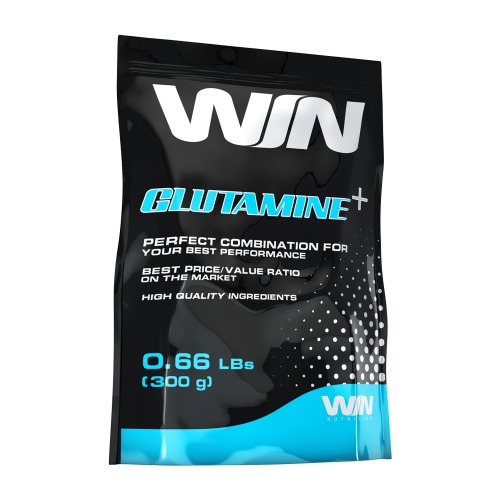 WIN
GLUTAMINE+
PERFECT COMBINATION FOR
YOUR BEST PERFORMANCE
BEST PRICE/VALUE RATIO
ON THE MARKET
HIGH QUALITY INGREDIENTS
0.66 LBs
(300 g)
WIN
NUTRITION